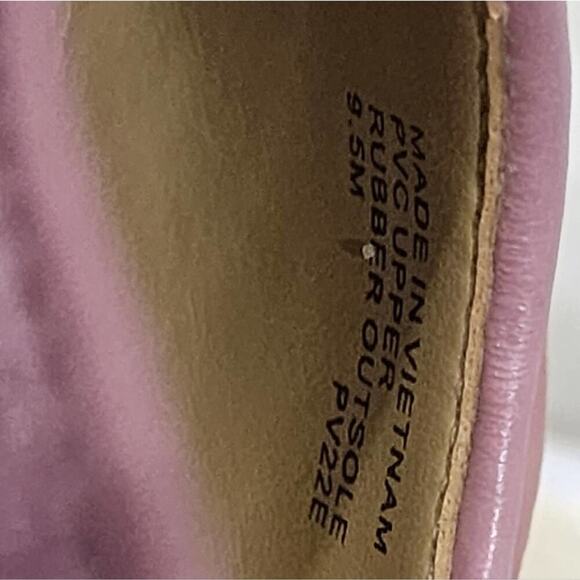 MADE IN VIETNAM
PVC UPPER
RUBBER OUTSOLE
9.5M PV22E